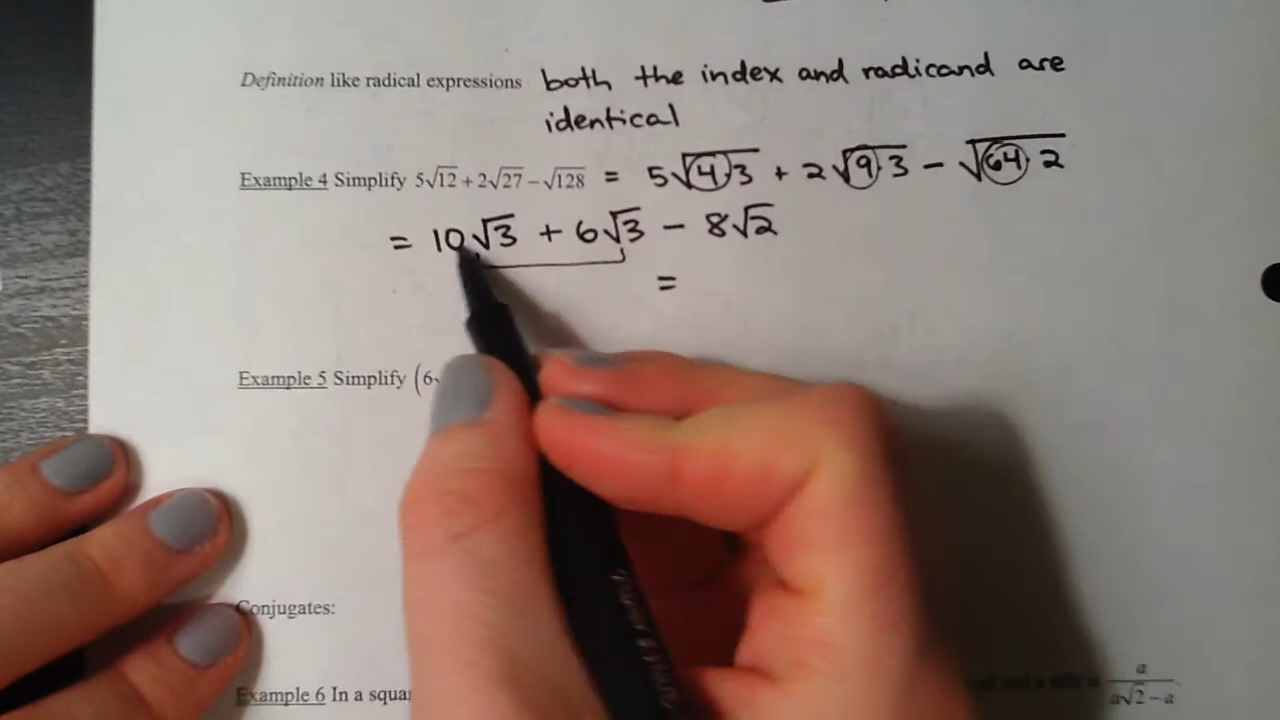 Definition like radical expressions both the index and radicand are
identical
Example 4 Simplify 5√12 + 2√27 − √128 = 5√4·3 + 2√9·3 − √64·2
= 10√3 + 6√3 − 8√2
=
Example 5 Simplify (6√
Conjugates:
Example 6 In a squa
a
a√2 − a